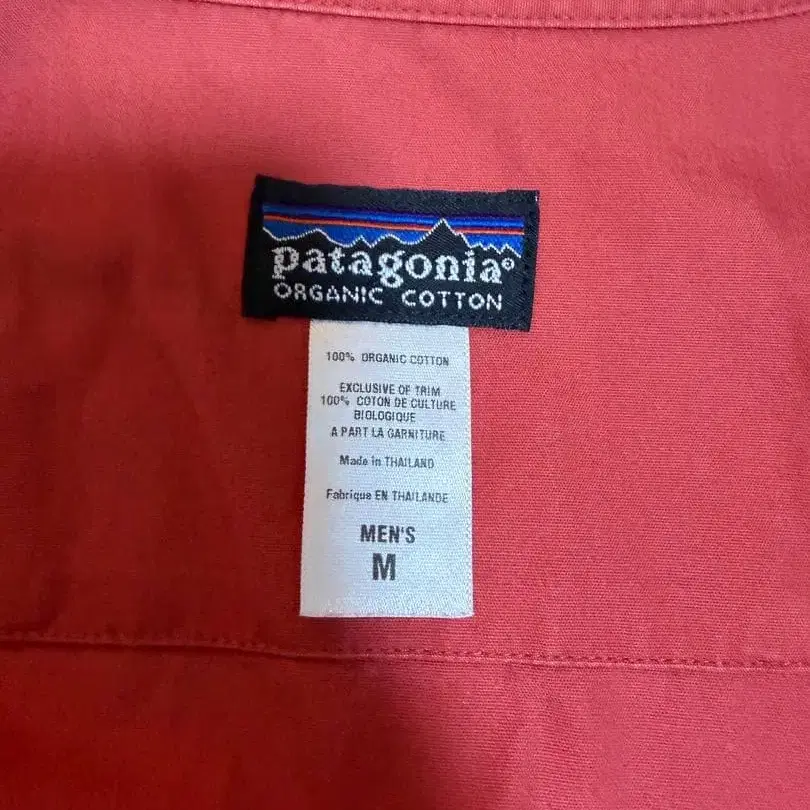 patagonia®
ORGANIC COTTON
100% ORGANIC COTTON
EXCLUSIVE OF TRIM
100% COTON DE CULTURE
BIOLOGIQUE
A PART LA GARNITURE
Made in THAILAND
Fabrique EN THAILANDE
MEN'S
M